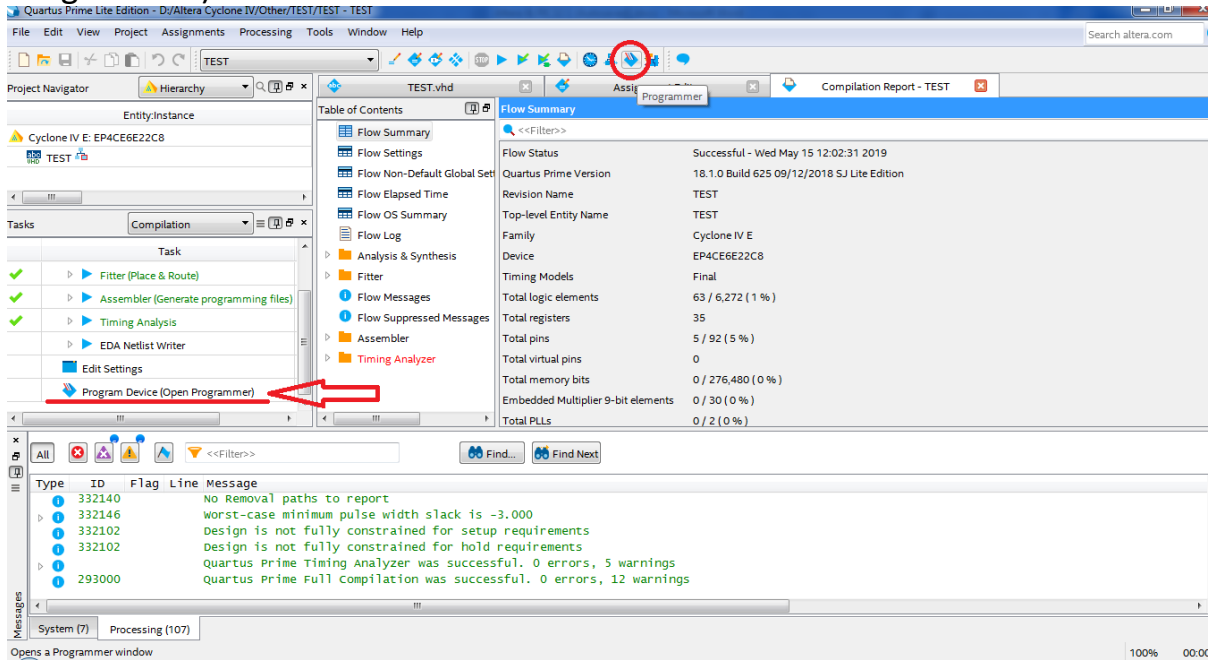 Quartus Prime Lite Edition - D:/Altera Cyclone IV/Other/TEST/TEST - TEST
File Edit View Project Assignments Processing Tools Window Help
Search altera.com
TEST
Project Navigator Hierarchy
TEST.vhd
Compilation Report - TEST
Programmer
Entity:Instance
Cyclone IV E: EP4CE6E22C8
TEST
Tasks Compilation
Task
Fitter (Place & Route)
Assembler (Generate programming files)
Timing Analysis
EDA Netlist Writer
Edit Settings
Program Device (Open Programmer)
Table of Contents
Flow Summary
Flow Settings
Flow Non-Default Global Sett
Flow Elapsed Time
Flow OS Summary
Flow Log
Analysis & Synthesis
Fitter
Flow Messages
Flow Suppressed Messages
Assembler
Timing Analyzer
Flow Summary
<<Filter>>
Flow Status Successful - Wed May 15 12:02:31 2019
Quartus Prime Version 18.1.0 Build 625 09/12/2018 SJ Lite Edition
Revision Name TEST
Top-level Entity Name TEST
Family Cyclone IV E
Device EP4CE6E22C8
Timing Models Final
Total logic elements 63 / 6,272 ( 1 % )
Total registers 35
Total pins 5 / 92 ( 5 % )
Total virtual pins 0
Total memory bits 0 / 276,480 ( 0 % )
Embedded Multiplier 9-bit elements 0 / 30 ( 0 % )
Total PLLs 0 / 2 ( 0 % )
All <<Filter>> Find... Find Next
Type ID Flag Line Message
332140 No Removal paths to report
332146 Worst-case minimum pulse width slack is -3.000
332102 Design is not fully constrained for setup requirements
332102 Design is not fully constrained for hold requirements
Quartus Prime Timing Analyzer was successful. 0 errors, 5 warnings
293000 Quartus Prime Full Compilation was successful. 0 errors, 12 warnings
Messages
System (7) Processing (107)
Opens a Programmer window
100% 00:00